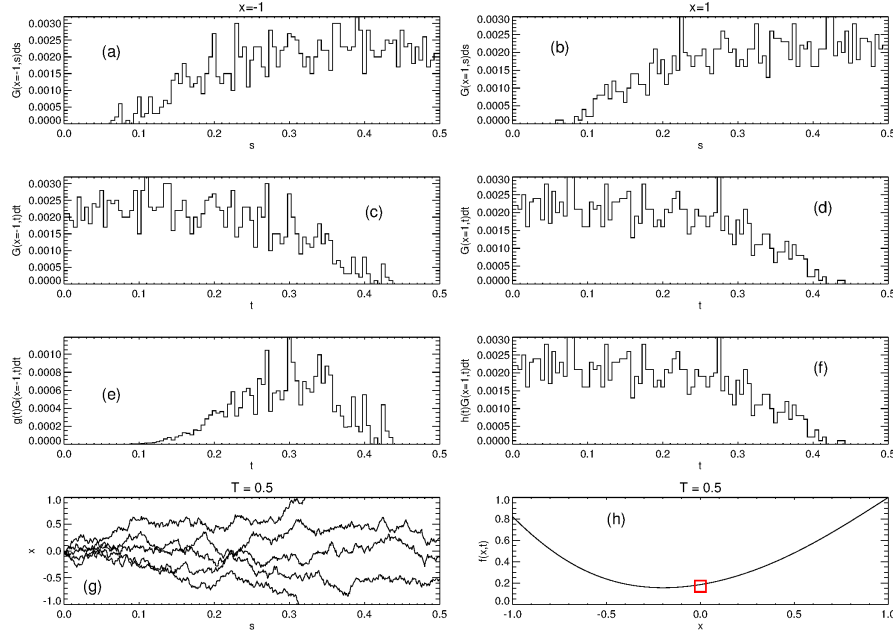 x=-1
x=1
0.0030
0.0025
0.0020
0.0015
0.0010
0.0005
0.0000
G(x=-1,s)ds
(a)
0.0 0.1 0.2 0.3 0.4 0.5
s
0.0030
0.0025
0.0020
0.0015
0.0010
0.0005
0.0000
G(x=1,s)ds
(b)
0.0 0.1 0.2 0.3 0.4 0.5
s
0.0030
0.0025
0.0020
0.0015
0.0010
0.0005
0.0000
G(x=-1,t)dt
(c)
0.0 0.1 0.2 0.3 0.4 0.5
t
0.0030
0.0025
0.0020
0.0015
0.0010
0.0005
0.0000
G(x=1,t)dt
(d)
0.0 0.1 0.2 0.3 0.4 0.5
t
0.0010
0.0008
0.0006
0.0004
0.0002
0.0000
g(t)G(x=-1,t)dt
(e)
0.0 0.1 0.2 0.3 0.4 0.5
t
0.0030
0.0025
0.0020
0.0015
0.0010
0.0005
0.0000
h(t)G(x=1,t)dt
(f)
0.0 0.1 0.2 0.3 0.4 0.5
t
T = 0.5
1.0
0.5
0.0
-0.5
-1.0
x
(g)
0.0 0.1 0.2 0.3 0.4 0.5
s
T = 0.5
1.0
0.8
0.6
0.4
0.2
0.0
f(x,t)
(h)
-1.0 -0.5 0.0 0.5 1.0
x